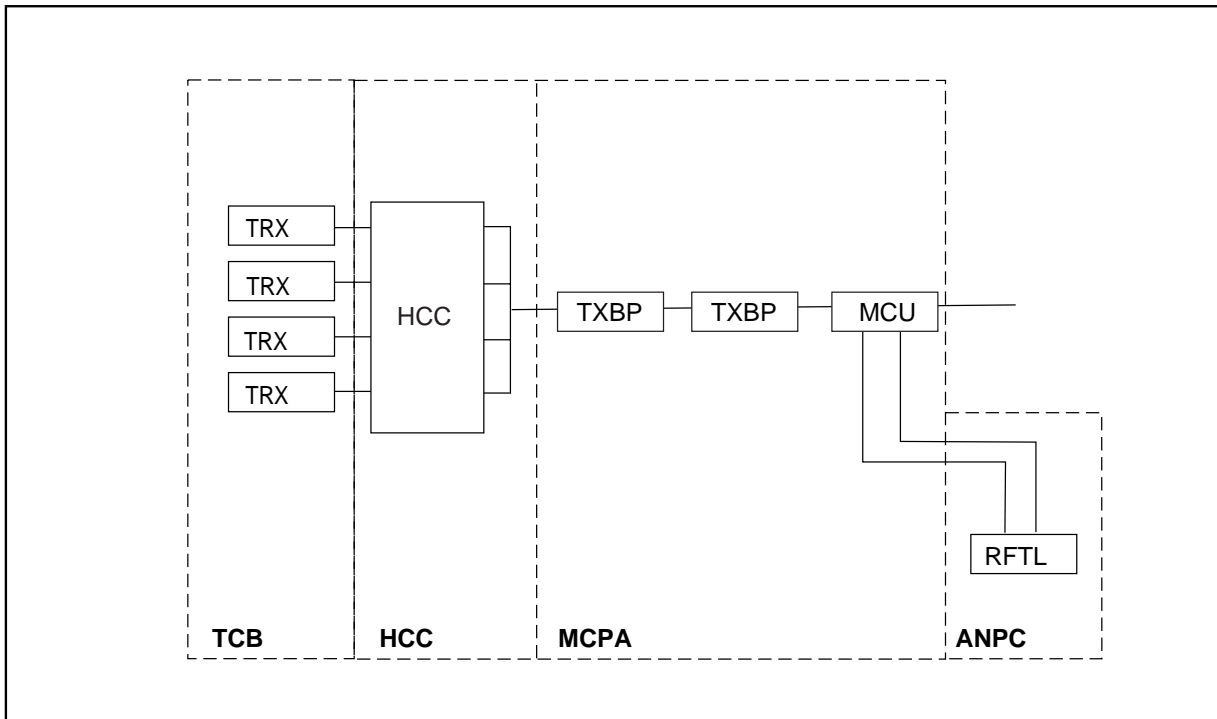 TRX
TRX
TRX
TRX
HCC
TXBP
TXBP
MCU
RFTL
TCB
HCC
MCPA
ANPC